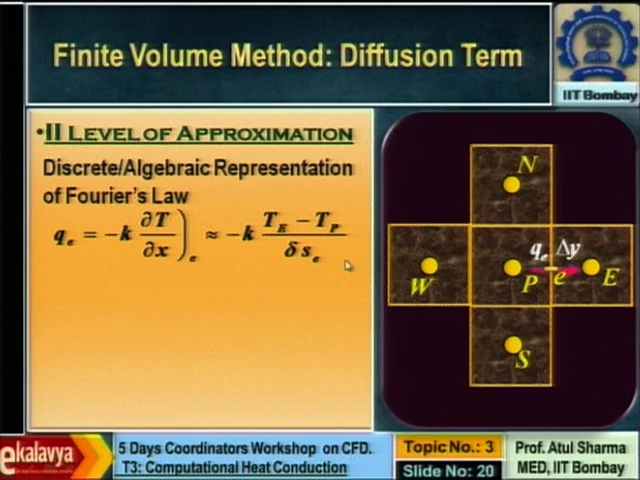 Finite Volume Method: Diffusion Term
IIT Bombay
•II LEVEL OF APPROXIMATION
Discrete/Algebraic Representation
of Fourier's Law
q_e = -k ∂T/∂x )_e ≈ -k (T_E - T_P)/δs_e
N
q_e Δy
W
P
e
E
S
ekalavya
5 Days Coordinators Workshop on CFD.
T3: Computational Heat Conduction
Topic No.: 3
Slide No: 20
Prof. Atul Sharma
MED, IIT Bombay